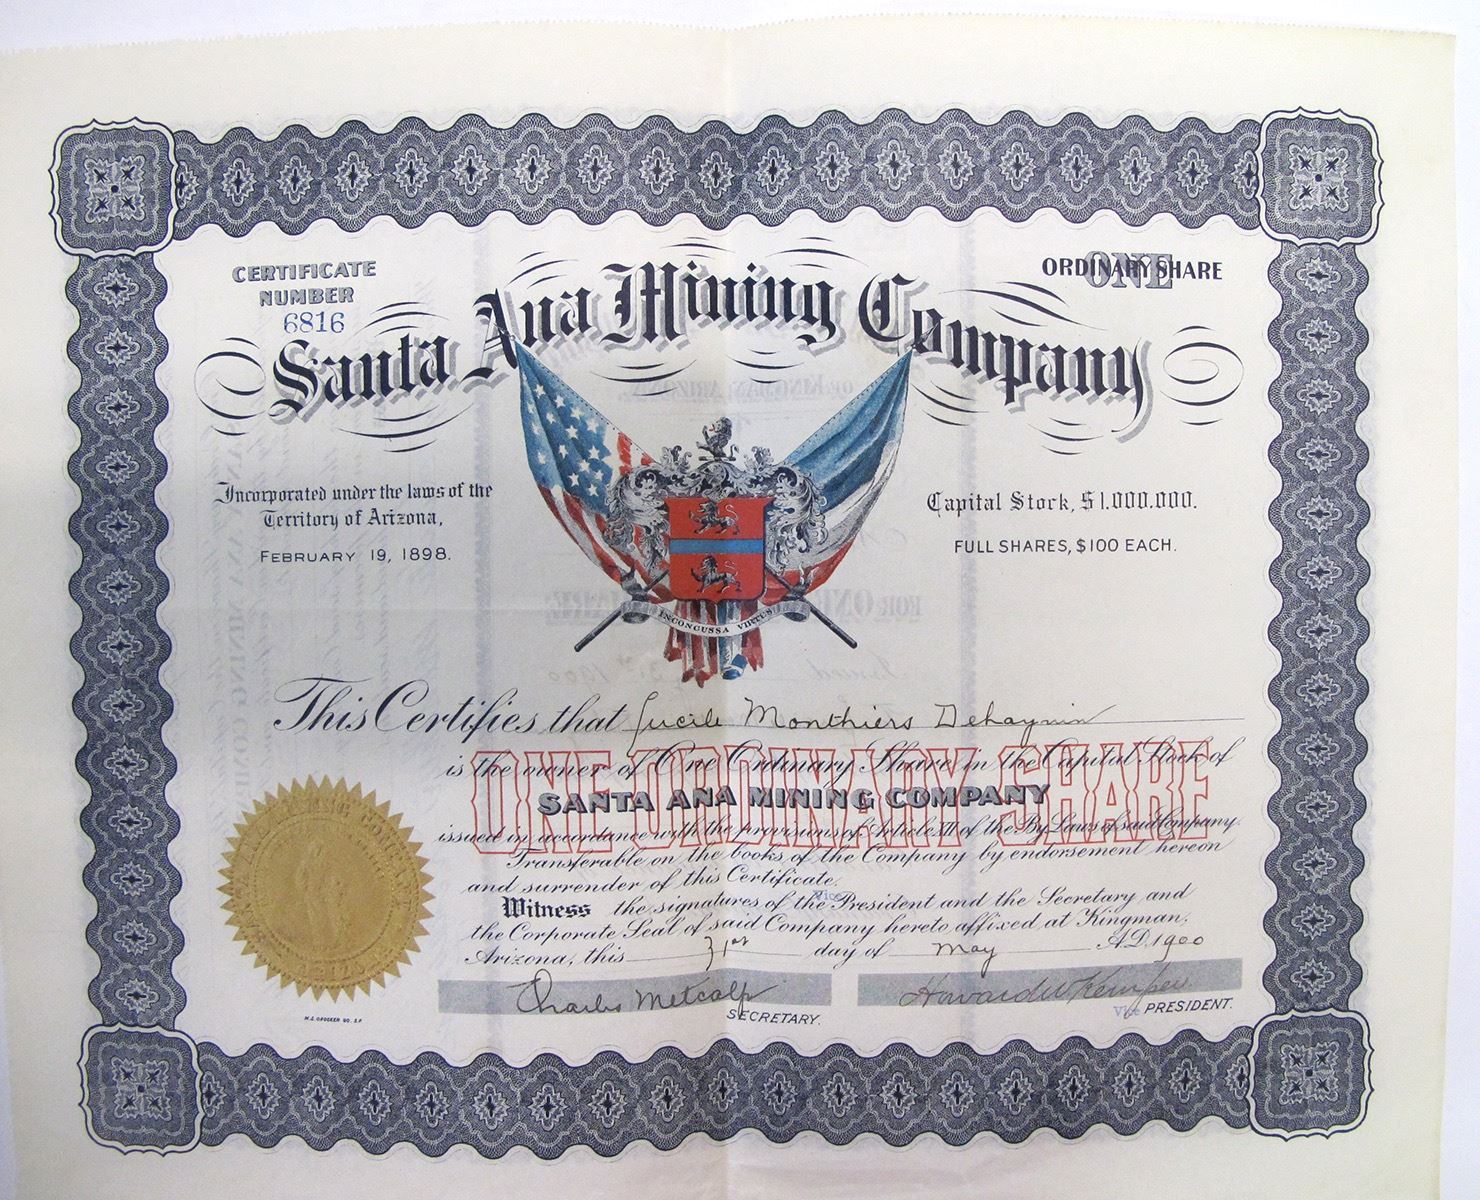 CERTIFICATE
NUMBER
6816
ONE
ORDINARY SHARE
Santa Ana Mining Company
Incorporated under the laws of the
Territory of Arizona,
FEBRUARY 19, 1898.
Capital Stock, $1.000.000.
FULL SHARES, $100 EACH.
INCONCUSSA VIRTUS
This Certifies that Lucile Monthiers Dehaynin
ONE ORDINARY SHARE
is the owner of One Ordinary Share in the Capital Stock of
SANTA ANA MINING COMPANY
issued in accordance with the provisions of Article XII of the By Laws of said Company.
Transferable on the books of the Company by endorsement hereon
and surrender of this Certificate.
Witness the signatures of the Vice President and the Secretary and
the Corporate Seal of said Company hereto affixed at Kingman,
Arizona, this 31st day of May A.D. 1900
Charles Metcalf
SECRETARY.
Howard W Kemper
Vice PRESIDENT.
H.S. CROCKER CO. S.F.